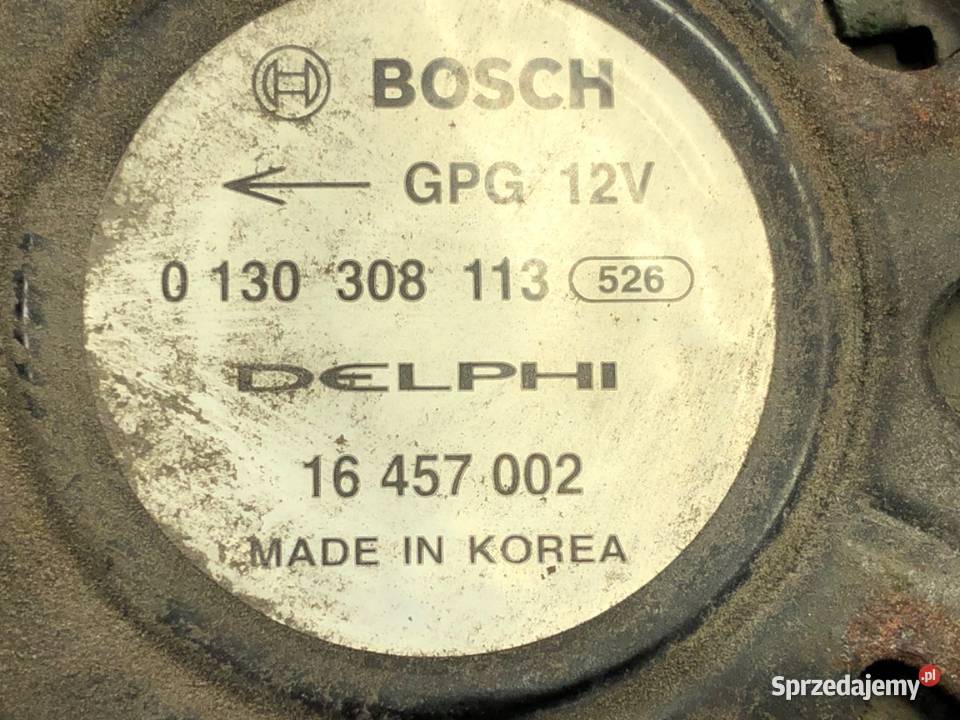 BOSCH
GPG 12V
0 130 308 113 526
DELPHI
16 457 002
MADE IN KOREA
Sprzedajemy.pl